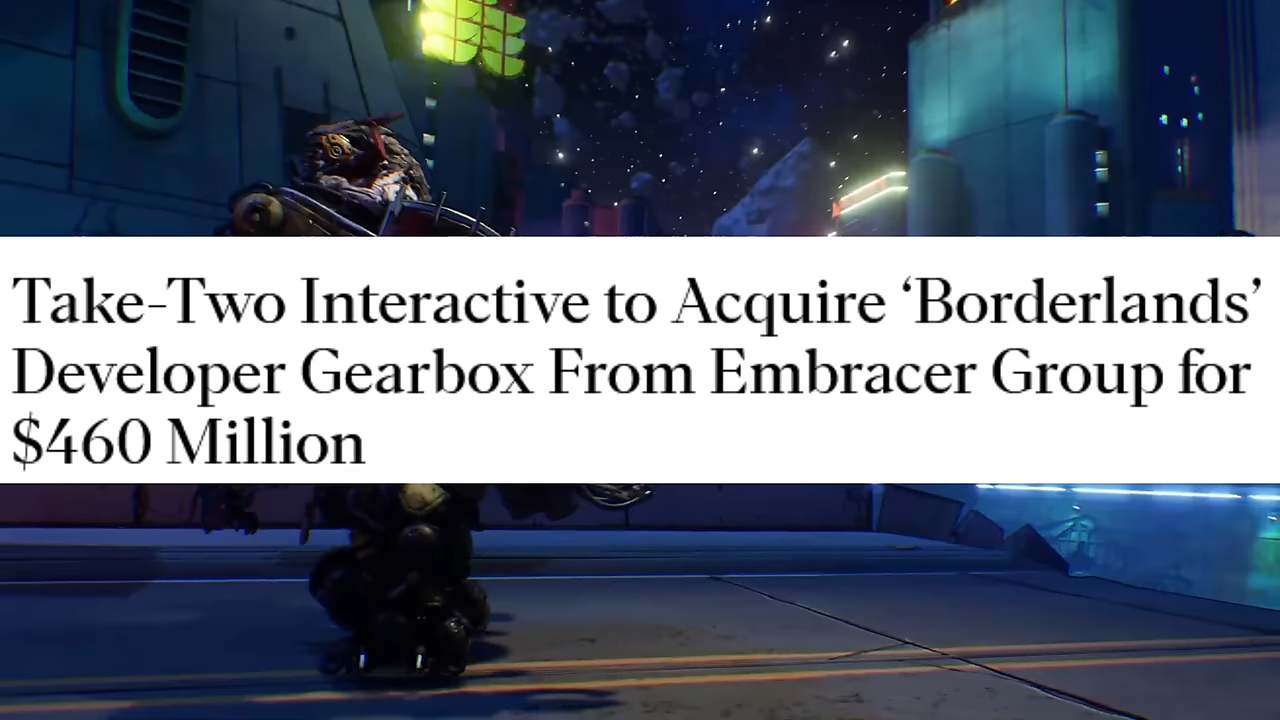 Take-Two Interactive to Acquire ‘Borderlands’
Developer Gearbox From Embracer Group for
$460 Million